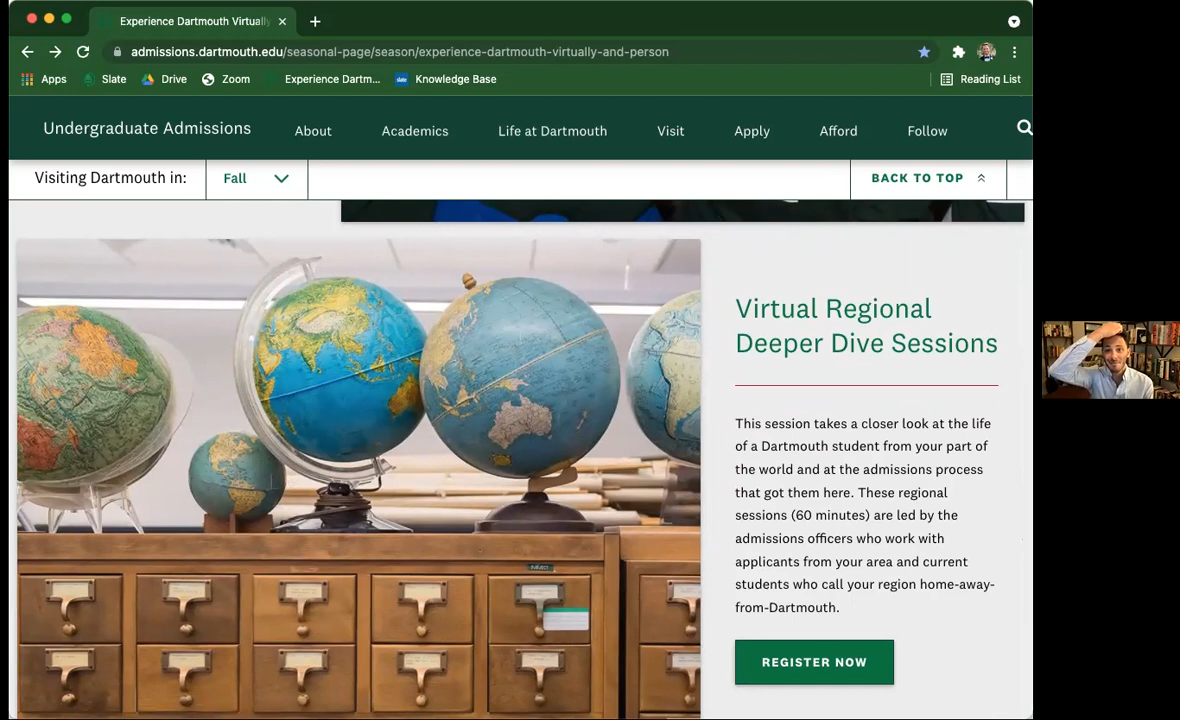 Experience Dartmouth Virtually
admissions.dartmouth.edu/seasonal-page/season/experience-dartmouth-virtually-and-person
Apps Slate Drive Zoom Experience Dartm... Knowledge Base Reading List
Undergraduate Admissions About Academics Life at Dartmouth Visit Apply Afford Follow
Visiting Dartmouth in: Fall BACK TO TOP
Virtual Regional
Deeper Dive Sessions
This session takes a closer look at the life
of a Dartmouth student from your part of
the world and at the admissions process
that got them here. These regional
sessions (60 minutes) are led by the
admissions officers who work with
applicants from your area and current
students who call your region home-away-
from-Dartmouth.
REGISTER NOW